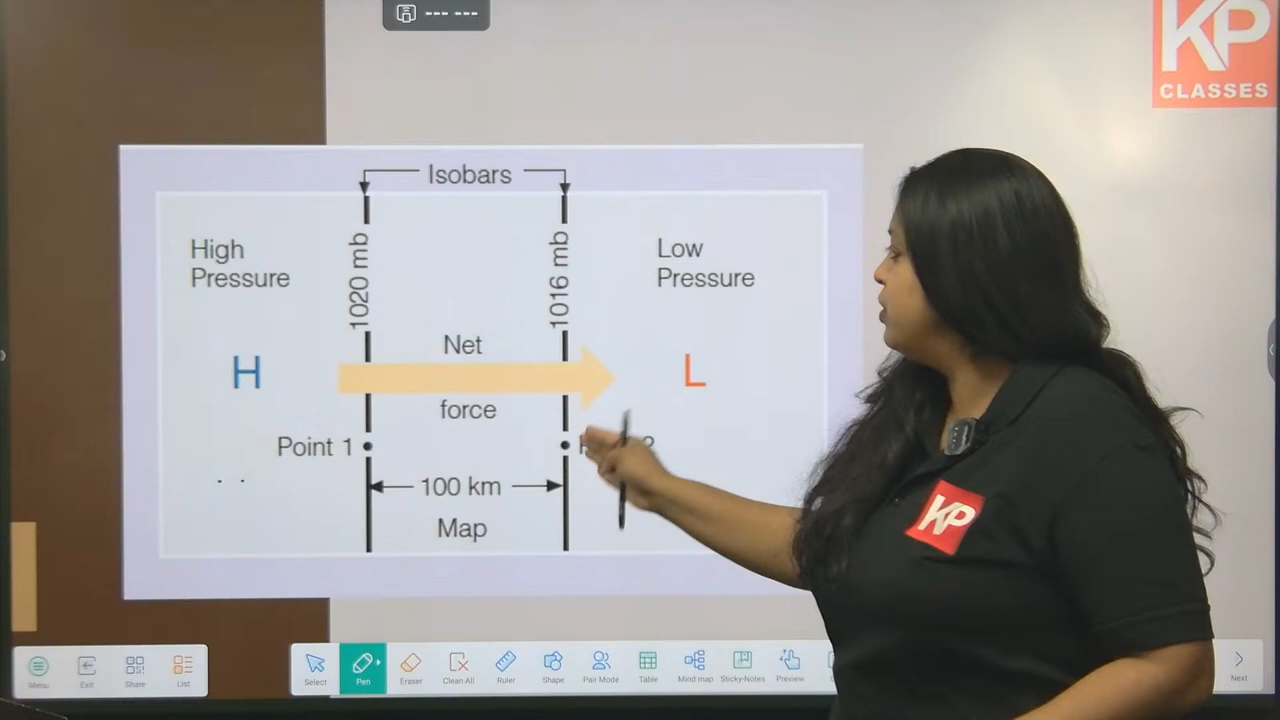 --- ---
KP
CLASSES
Isobars
High
Pressure
1020 mb
1016 mb
Low
Pressure
H
Net
force
L
Point 1
2
100 km
Map
KP
Menu
Exit
Share
List
Select
Pen
Eraser
Clean All
Ruler
Shape
Pair Mode
Table
Mind map
Sticky-Notes
Preview
Next